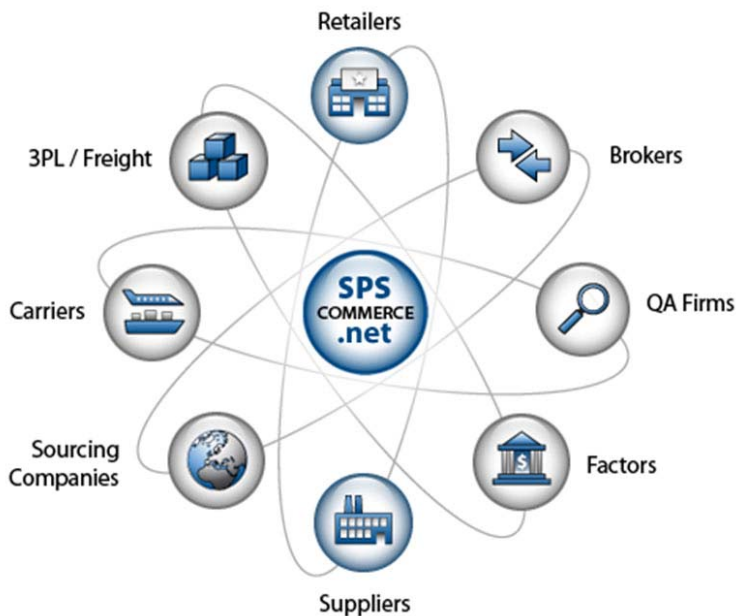 Retailers
3PL / Freight
Brokers
SPS
COMMERCE
.net
Carriers
QA Firms
Sourcing
Companies
Factors
$
Suppliers